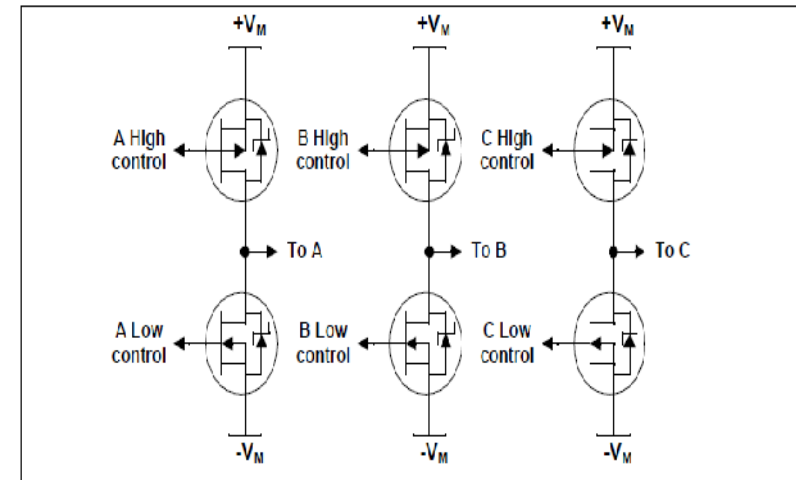 +VM +VM +VM
A High control
B High control
C High control
To A
To B
To C
A Low control
B Low control
C Low control
-VM -VM -VM